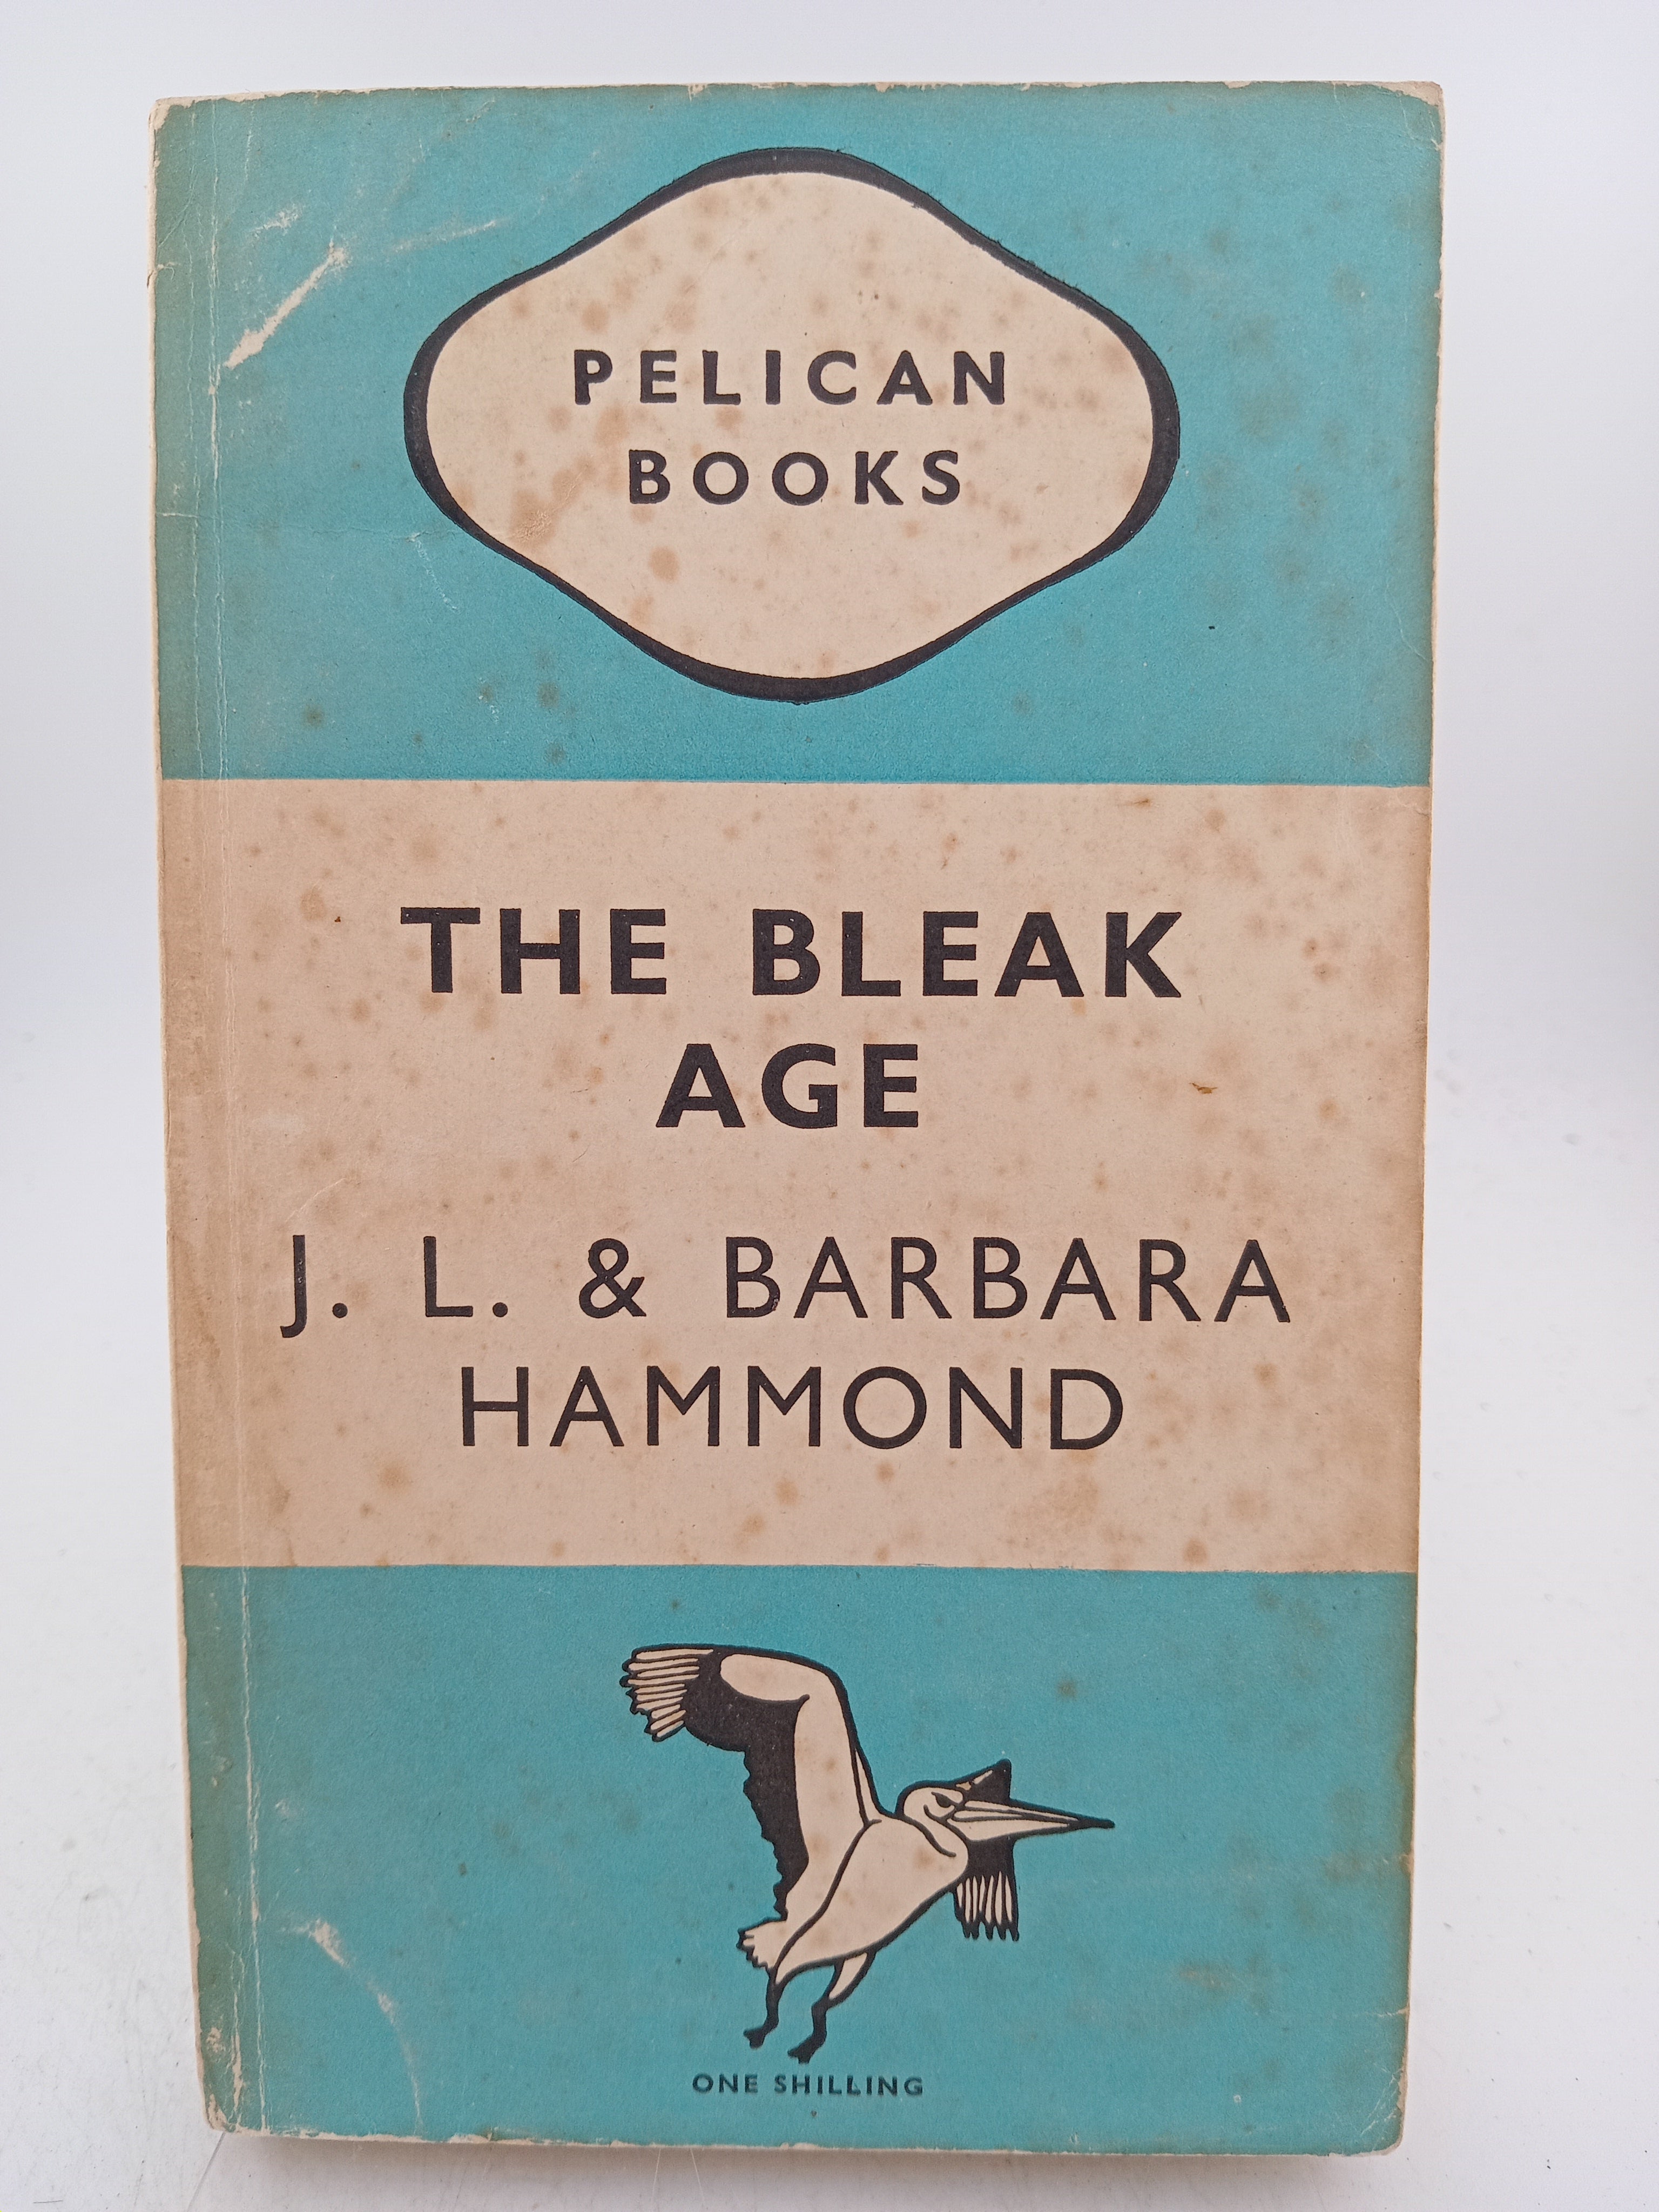 PELICAN
BOOKS
THE BLEAK
AGE
J. L. & BARBARA
HAMMOND
ONE SHILLING